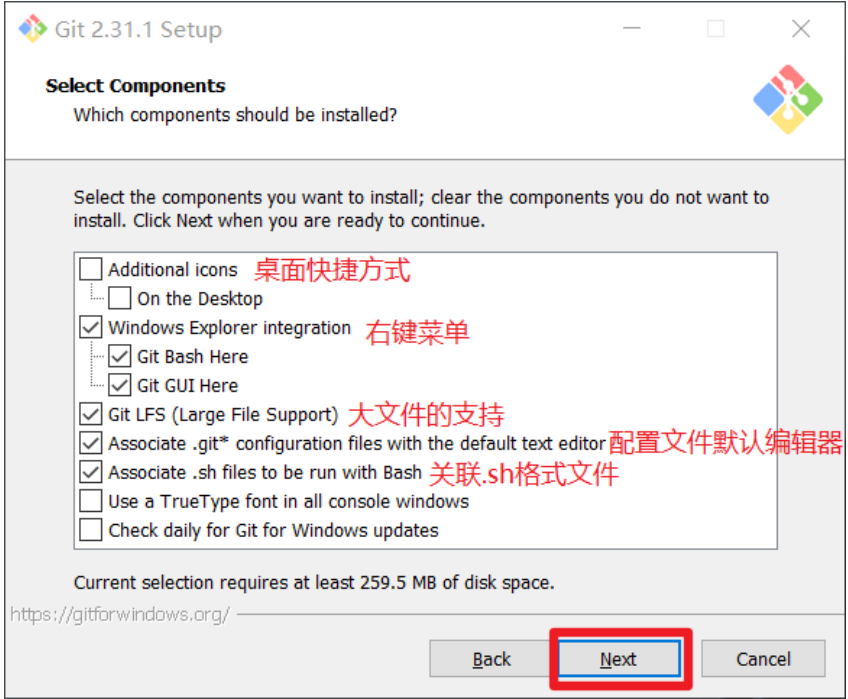 Git 2.31.1 Setup
Select Components
Which components should be installed?
Select the components you want to install; clear the components you do not want to
install. Click Next when you are ready to continue.
Additional icons 桌面快捷方式
On the Desktop
Windows Explorer integration 右键菜单
Git Bash Here
Git GUI Here
Git LFS (Large File Support) 大文件的支持
Associate .git* configuration files with the default text editor 配置文件默认编辑器
Associate .sh files to be run with Bash 关联.sh格式文件
Use a TrueType font in all console windows
Check daily for Git for Windows updates
Current selection requires at least 259.5 MB of disk space.
https://gitforwindows.org/
Back Next Cancel